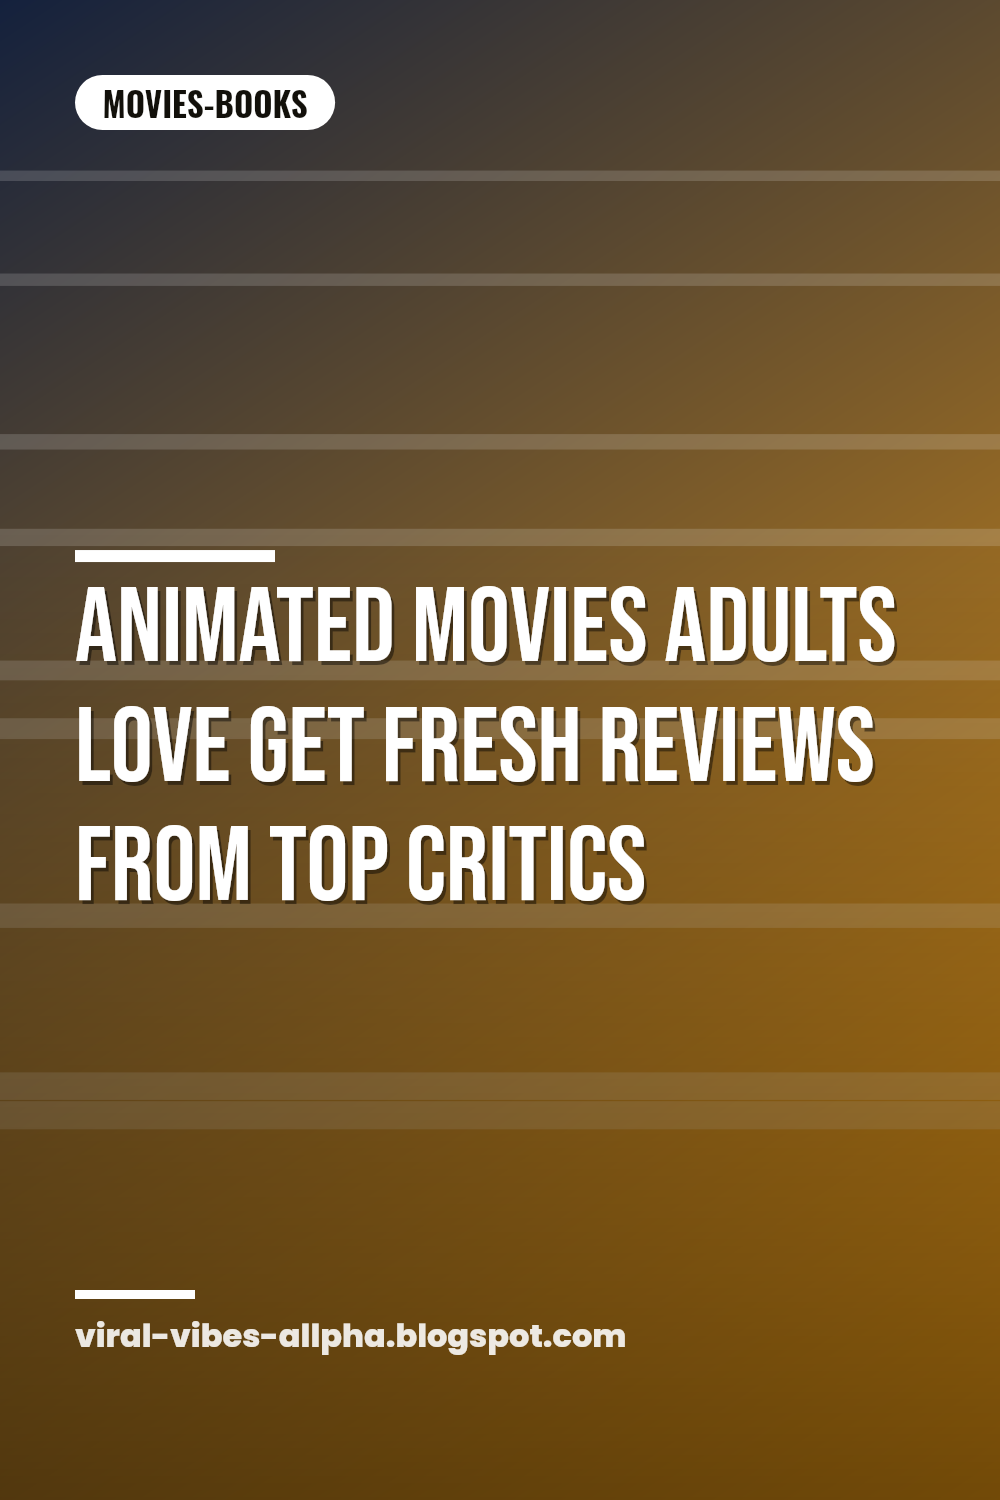 MOVIES-BOOKS
ANIMATED MOVIES ADULTS
LOVE GET FRESH REVIEWS
FROM TOP CRITICS
viral-vibes-allpha.blogspot.com